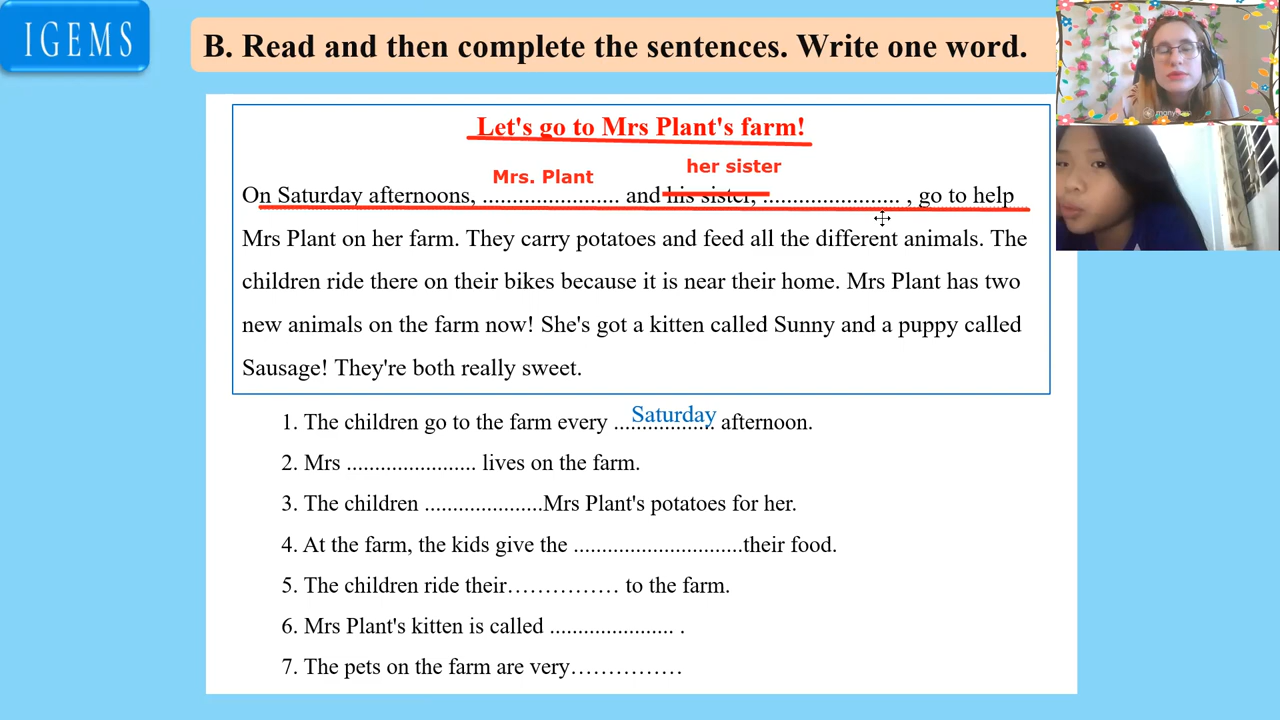 IGEMS
B. Read and then complete the sentences. Write one word.
Let's go to Mrs Plant's farm!
Mrs. Plant
her sister
On Saturday afternoons, ........................ and his sister, ........................ , go to help
Mrs Plant on her farm. They carry potatoes and feed all the different animals. The
children ride there on their bikes because it is near their home. Mrs Plant has two
new animals on the farm now! She's got a kitten called Sunny and a puppy called
Sausage! They're both really sweet.
1. The children go to the farm every .................. afternoon.
Saturday
2. Mrs ....................... lives on the farm.
3. The children .....................Mrs Plant's potatoes for her.
4. At the farm, the kids give the ..............................their food.
5. The children ride their…………… to the farm.
6. Mrs Plant's kitten is called ...................... .
7. The pets on the farm are very……………